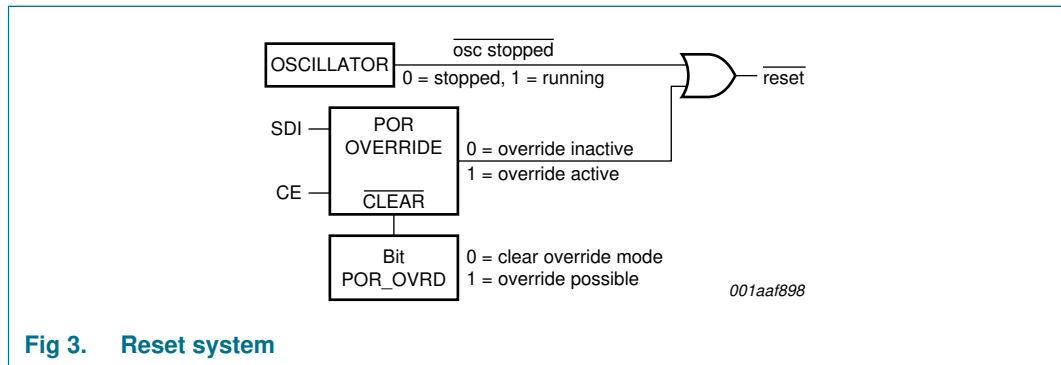 osc stopped
OSCILLATOR
0 = stopped, 1 = running
reset
SDI
POR
OVERRIDE
0 = override inactive
1 = override active
CE
CLEAR
Bit
POR_OVRD
0 = clear override mode
1 = override possible
001aaf898
Fig 3. Reset system